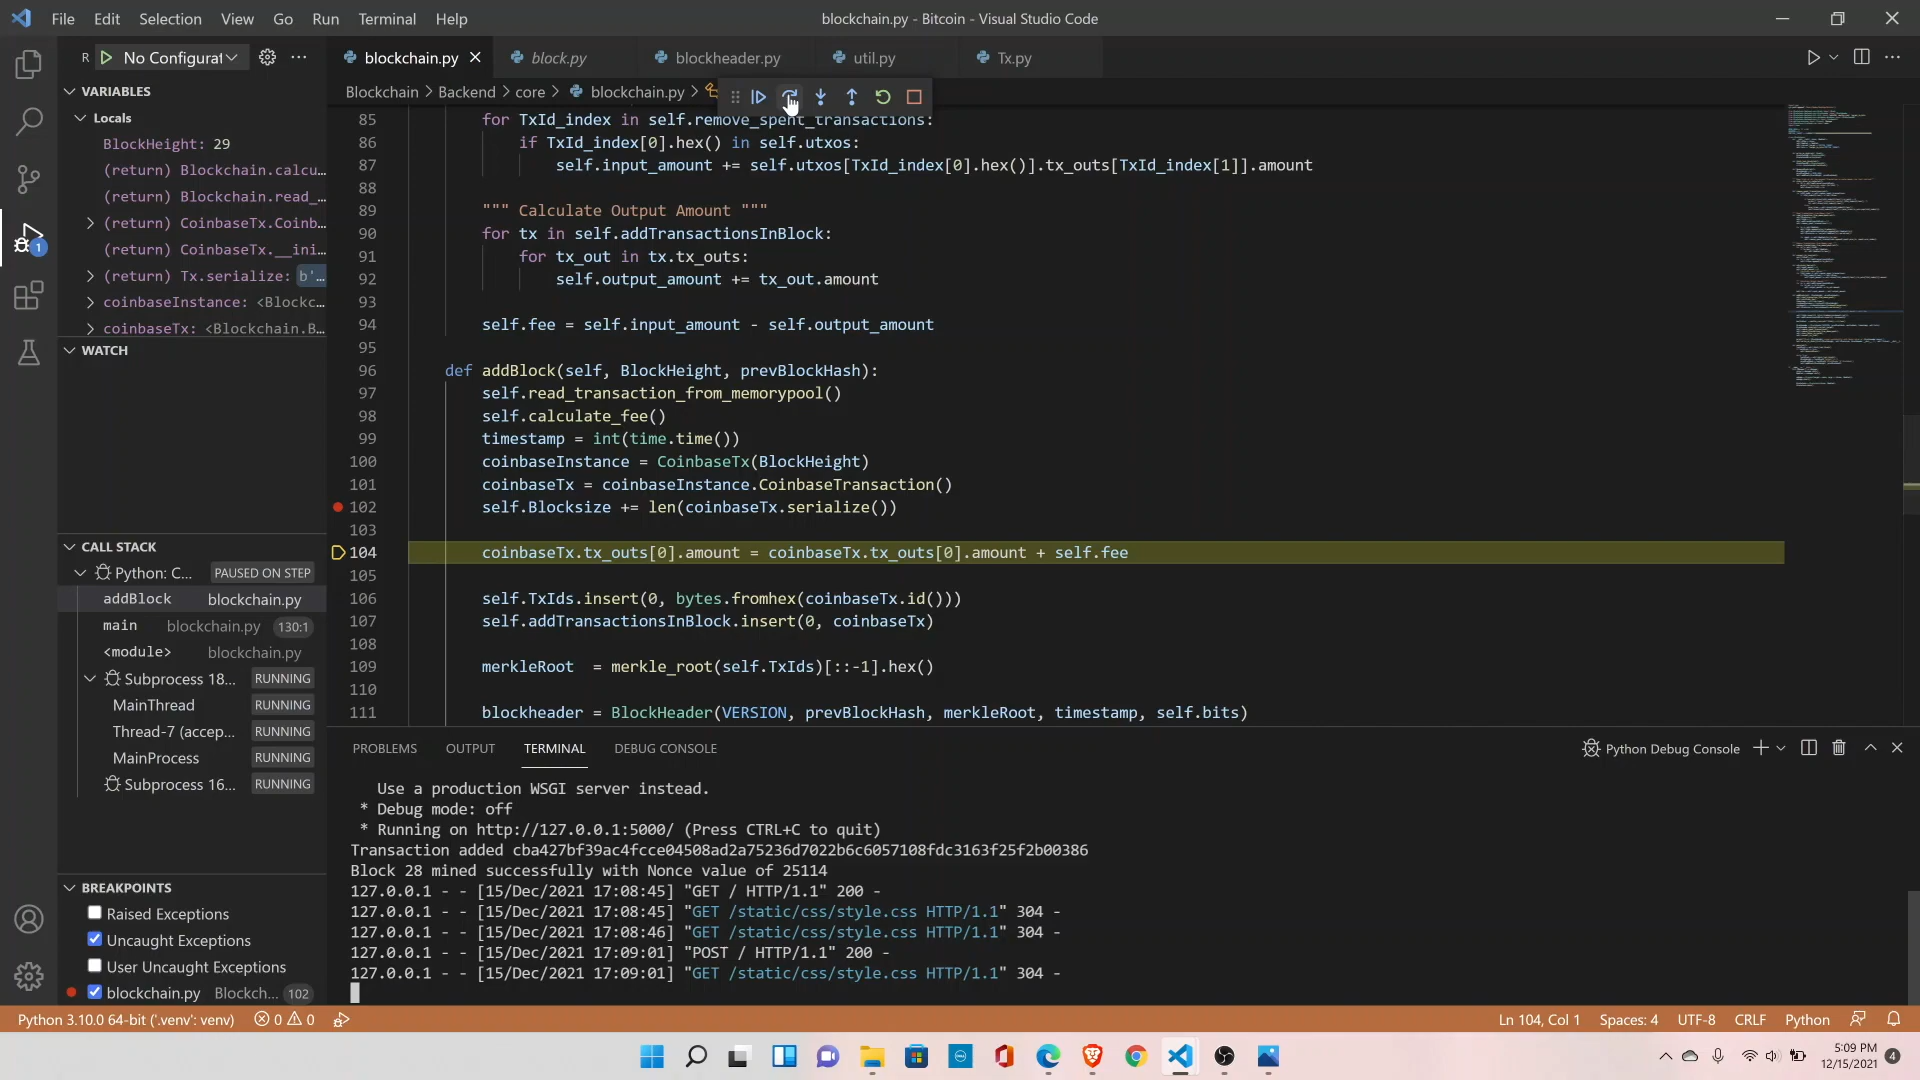 File Edit Selection View Go Run Terminal Help
blockchain.py - Bitcoin - Visual Studio Code
R No Configurat
blockchain.py block.py blockheader.py util.py Tx.py
Blockchain > Backend > core > blockchain.py >
VARIABLES
Locals
BlockHeight: 29
(return) Blockchain.calcu…
(return) Blockchain.read_…
(return) CoinbaseTx.Coinb…
(return) CoinbaseTx.__ini…
(return) Tx.serialize: b'…
coinbaseInstance: <Blockc…
coinbaseTx: <Blockchain.B…
WATCH
CALL STACK
Python: C... PAUSED ON STEP
addBlock blockchain.py
main blockchain.py 130:1
<module> blockchain.py
Subprocess 18... RUNNING
MainThread RUNNING
Thread-7 (accep... RUNNING
MainProcess RUNNING
Subprocess 16... RUNNING
BREAKPOINTS
Raised Exceptions
Uncaught Exceptions
User Uncaught Exceptions
blockchain.py Blockch... 102
85 for TxId_index in self.remove_spent_transactions:
86 if TxId_index[0].hex() in self.utxos:
87 self.input_amount += self.utxos[TxId_index[0].hex()].tx_outs[TxId_index[1]].amount
88
89 """ Calculate Output Amount """
90 for tx in self.addTransactionsInBlock:
91 for tx_out in tx.tx_outs:
92 self.output_amount += tx_out.amount
93
94 self.fee = self.input_amount - self.output_amount
95
96 def addBlock(self, BlockHeight, prevBlockHash):
97 self.read_transaction_from_memorypool()
98 self.calculate_fee()
99 timestamp = int(time.time())
100 coinbaseInstance = CoinbaseTx(BlockHeight)
101 coinbaseTx = coinbaseInstance.CoinbaseTransaction()
102 self.Blocksize += len(coinbaseTx.serialize())
103
104 coinbaseTx.tx_outs[0].amount = coinbaseTx.tx_outs[0].amount + self.fee
105
106 self.TxIds.insert(0, bytes.fromhex(coinbaseTx.id()))
107 self.addTransactionsInBlock.insert(0, coinbaseTx)
108
109 merkleRoot = merkle_root(self.TxIds)[::-1].hex()
110
111 blockheader = BlockHeader(VERSION, prevBlockHash, merkleRoot, timestamp, self.bits)
PROBLEMS OUTPUT TERMINAL DEBUG CONSOLE
Python Debug Console
Use a production WSGI server instead.
* Debug mode: off
* Running on http://127.0.0.1:5000/ (Press CTRL+C to quit)
Transaction added cba427bf39ac4fcce04508ad2a75236d7022b6c6057108fdc3163f25f2b00386
Block 28 mined successfully with Nonce value of 25114
127.0.0.1 - - [15/Dec/2021 17:08:45] "GET / HTTP/1.1" 200 -
127.0.0.1 - - [15/Dec/2021 17:08:45] "GET /static/css/style.css HTTP/1.1" 304 -
127.0.0.1 - - [15/Dec/2021 17:08:46] "GET /static/css/style.css HTTP/1.1" 304 -
127.0.0.1 - - [15/Dec/2021 17:09:01] "POST / HTTP/1.1" 200 -
127.0.0.1 - - [15/Dec/2021 17:09:01] "GET /static/css/style.css HTTP/1.1" 304 -
Python 3.10.0 64-bit ('.venv': venv) 0 0
Ln 104, Col 1 Spaces: 4 UTF-8 CRLF Python
5:09 PM
12/15/2021
4
1